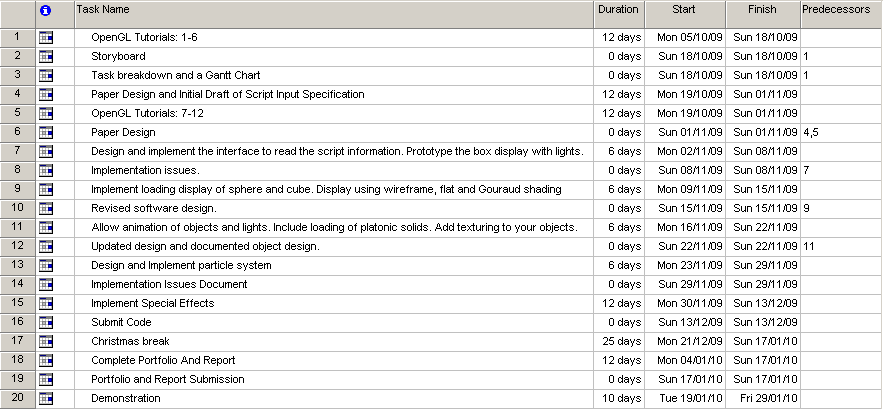 Task Name Duration Start Finish Predecessors
1 OpenGL Tutorials: 1-6 12 days Mon 05/10/09 Sun 18/10/09
2 Storyboard 0 days Sun 18/10/09 Sun 18/10/09 1
3 Task breakdown and a Gantt Chart 0 days Sun 18/10/09 Sun 18/10/09 1
4 Paper Design and Initial Draft of Script Input Specification 12 days Mon 19/10/09 Sun 01/11/09
5 OpenGL Tutorials: 7-12 12 days Mon 19/10/09 Sun 01/11/09
6 Paper Design 0 days Sun 01/11/09 Sun 01/11/09 4,5
7 Design and implement the interface to read the script information. Prototype the box display with lights. 6 days Mon 02/11/09 Sun 08/11/09
8 Implementation issues. 0 days Sun 08/11/09 Sun 08/11/09 7
9 Implement loading display of sphere and cube. Display using wireframe, flat and Gouraud shading 6 days Mon 09/11/09 Sun 15/11/09
10 Revised software design. 0 days Sun 15/11/09 Sun 15/11/09 9
11 Allow animation of objects and lights. Include loading of platonic solids. Add texturing to your objects. 6 days Mon 16/11/09 Sun 22/11/09
12 Updated design and documented object design. 0 days Sun 22/11/09 Sun 22/11/09 11
13 Design and Implement particle system 6 days Mon 23/11/09 Sun 29/11/09
14 Implementation Issues Document 0 days Sun 29/11/09 Sun 29/11/09
15 Implement Special Effects 12 days Mon 30/11/09 Sun 13/12/09
16 Submit Code 0 days Sun 13/12/09 Sun 13/12/09
17 Christmas break 25 days Mon 21/12/09 Sun 17/01/10
18 Complete Portfolio And Report 12 days Mon 04/01/10 Sun 17/01/10
19 Portfolio and Report Submission 0 days Sun 17/01/10 Sun 17/01/10
20 Demonstration 10 days Tue 19/01/10 Fri 29/01/10